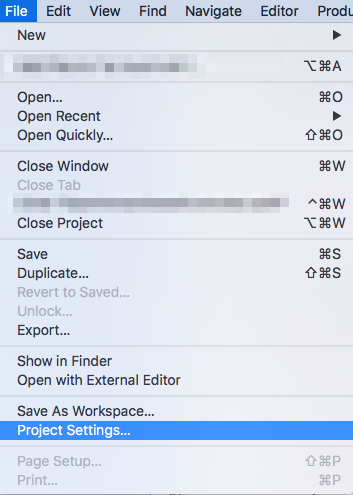 File Edit View Find Navigate Editor Produ
New ▶
⌥⌘A
Open... ⌘O
Open Recent ▶
Open Quickly... ⇧⌘O
Close Window ⌘W
Close Tab
^⌘W
Close Project ⌥⌘W
Save ⌘S
Duplicate... ⇧⌘S
Revert to Saved...
Unlock...
Export...
Show in Finder
Open with External Editor
Save As Workspace...
Project Settings...
Page Setup... ⇧⌘P
Print... ⌘P